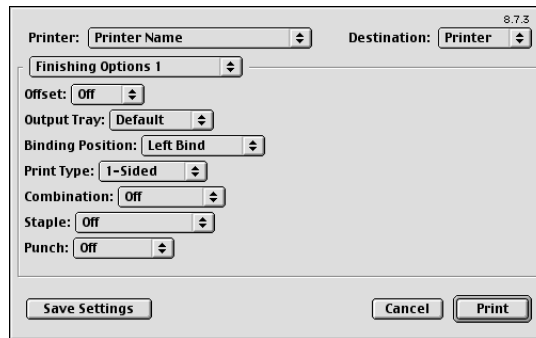 8.7.3
Printer: Printer Name Destination: Printer
Finishing Options 1
Offset: Off
Output Tray: Default
Binding Position: Left Bind
Print Type: 1-Sided
Combination: Off
Staple: Off
Punch: Off
Save Settings Cancel Print